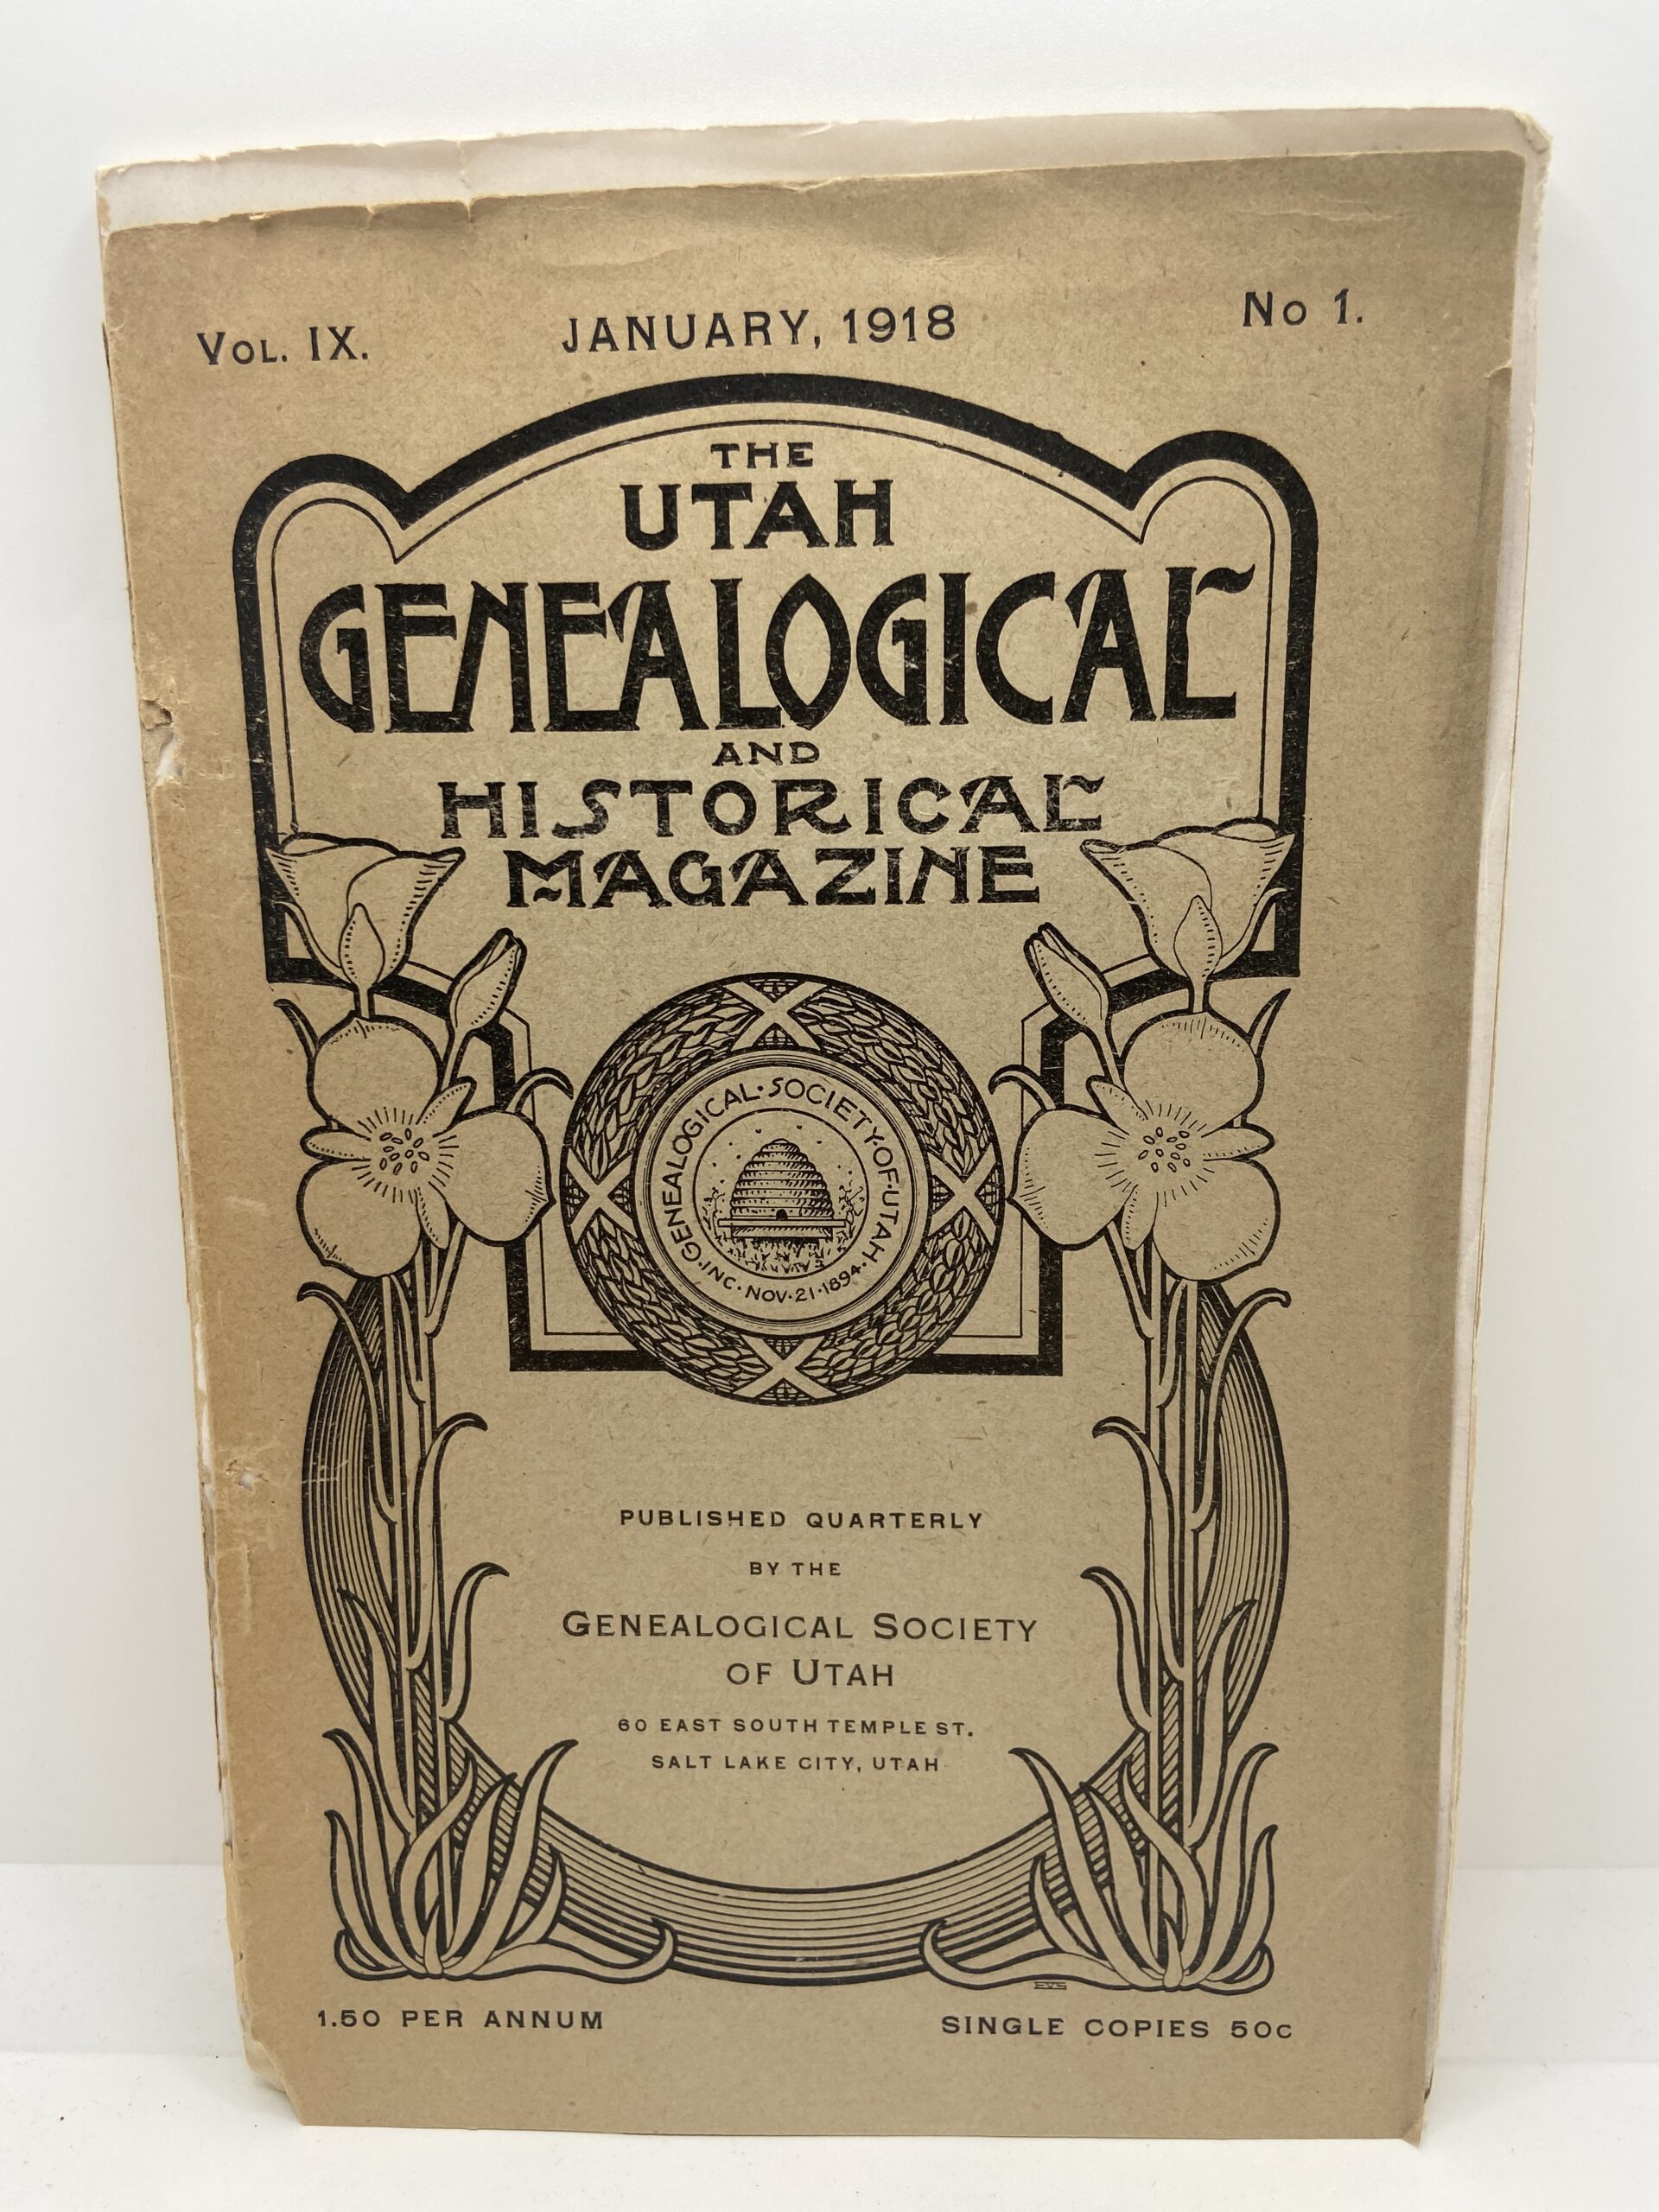 VOL. IX. JANUARY, 1918 No 1.
THE
UTAH
GENEALOGICAL
AND
HISTORICAL
MAGAZINE
GENEALOGICAL·SOCIETY·OF·UTAH·
·INC·NOV·21·1894·
PUBLISHED QUARTERLY
BY THE
GENEALOGICAL SOCIETY
OF UTAH
60 EAST SOUTH TEMPLE ST.
SALT LAKE CITY, UTAH
EVS
1.50 PER ANNUM SINGLE COPIES 50c